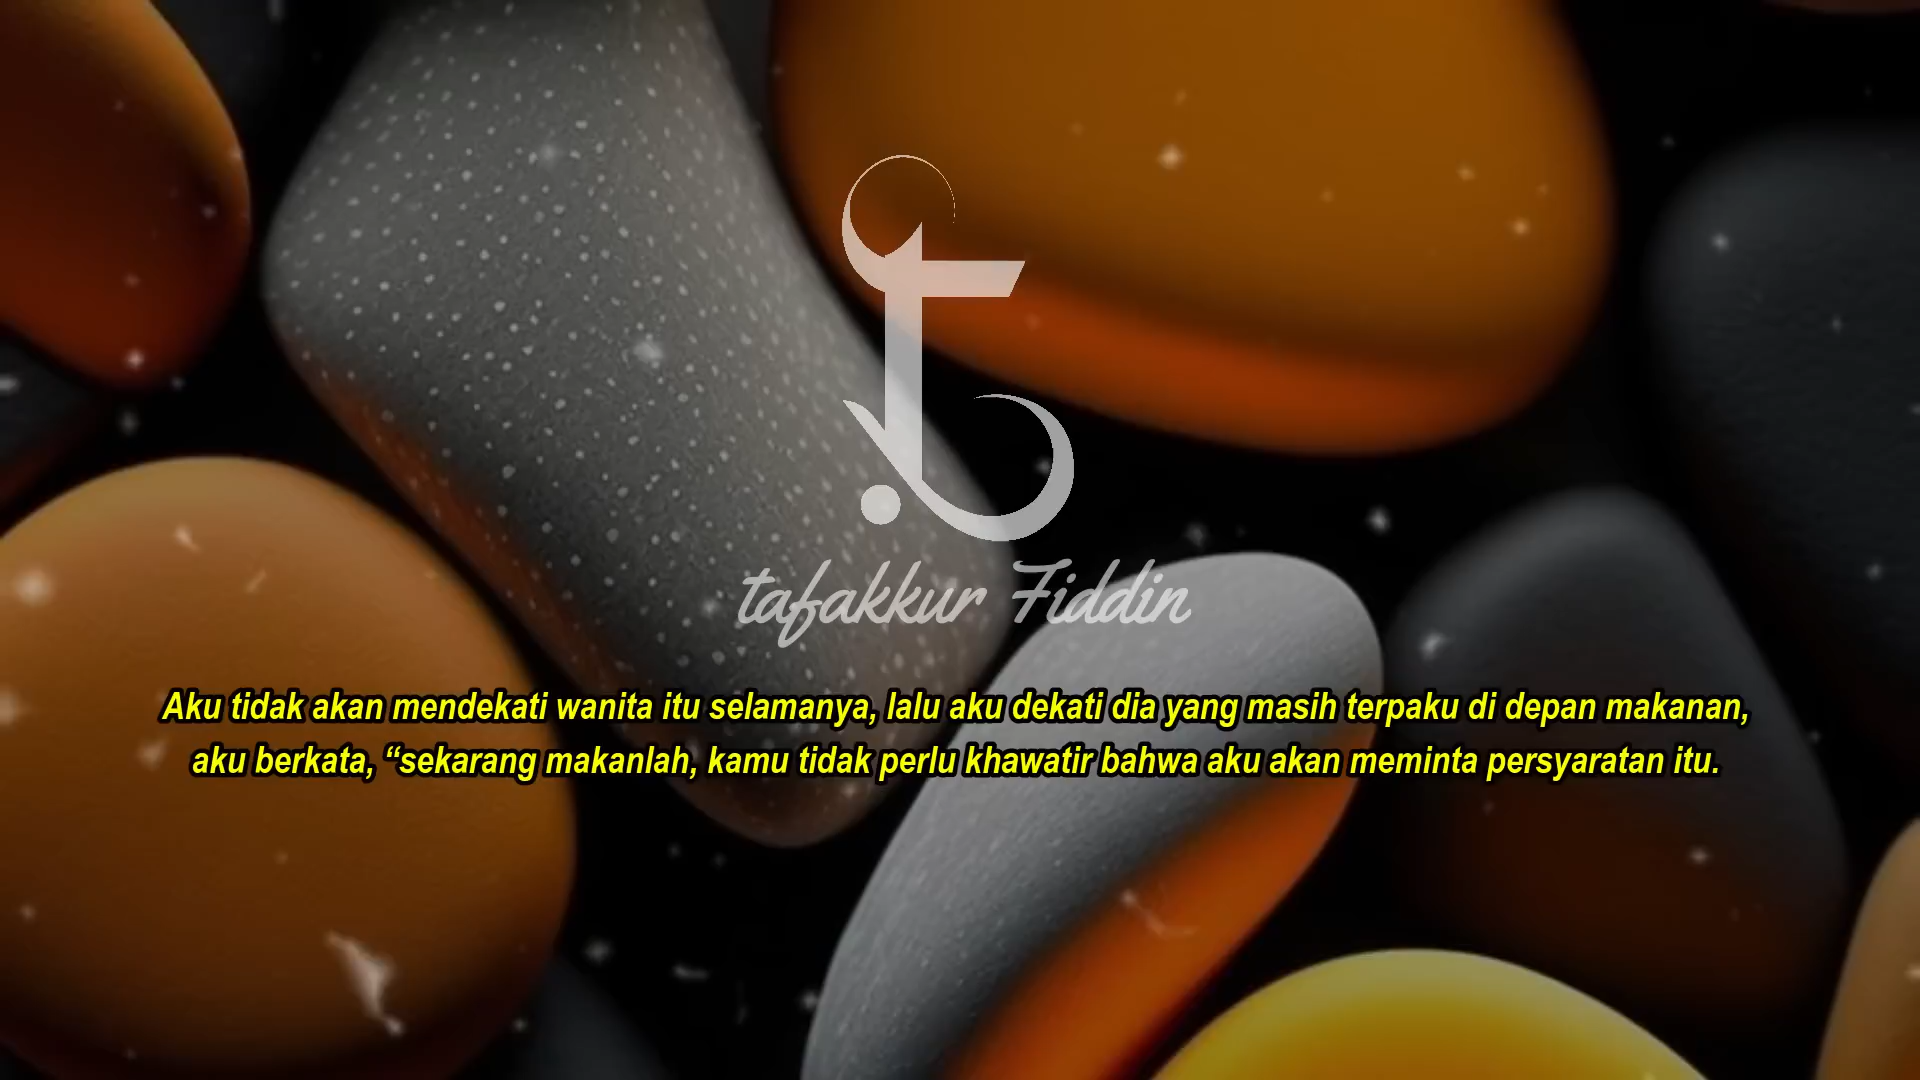 tafakkur Fiddin
Aku tidak akan mendekati wanita itu selamanya, lalu aku dekati dia yang masih terpaku di depan makanan,
aku berkata, “sekarang makanlah, kamu tidak perlu khawatir bahwa aku akan meminta persyaratan itu.